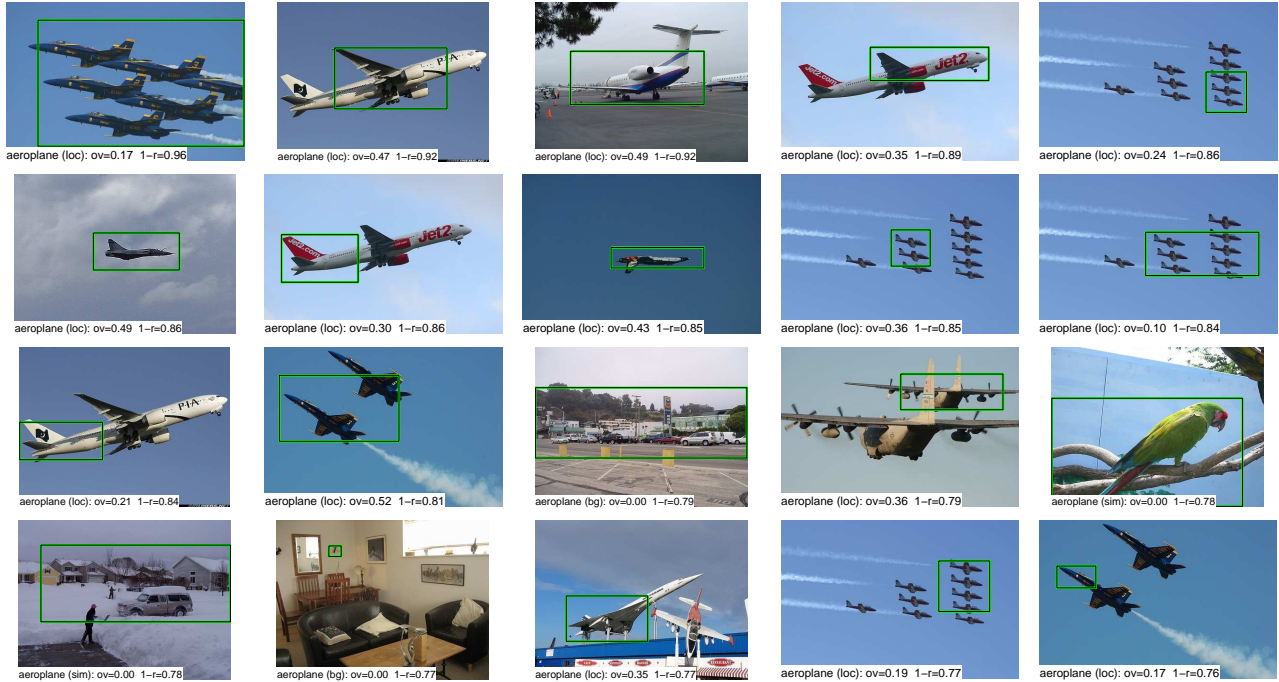 PIA
Jet2
Jet2.com
aeroplane (loc): ov=0.17 1−r=0.96
aeroplane (loc): ov=0.47 1−r=0.92
aeroplane (loc): ov=0.49 1−r=0.92
aeroplane (loc): ov=0.35 1−r=0.89
aeroplane (loc): ov=0.24 1−r=0.86
Jet2
Jet2.com
aeroplane (loc): ov=0.49 1−r=0.86
aeroplane (loc): ov=0.30 1−r=0.86
aeroplane (loc): ov=0.43 1−r=0.85
aeroplane (loc): ov=0.36 1−r=0.85
aeroplane (loc): ov=0.10 1−r=0.84
PIA
aeroplane (loc): ov=0.21 1−r=0.84
aeroplane (loc): ov=0.52 1−r=0.81
aeroplane (bg): ov=0.00 1−r=0.79
aeroplane (loc): ov=0.36 1−r=0.79
aeroplane (sim): ov=0.00 1−r=0.78
aeroplane (sim): ov=0.00 1−r=0.78
aeroplane (bg): ov=0.00 1−r=0.77
aeroplane (loc): ov=0.35 1−r=0.77
aeroplane (loc): ov=0.19 1−r=0.77
aeroplane (loc): ov=0.17 1−r=0.76